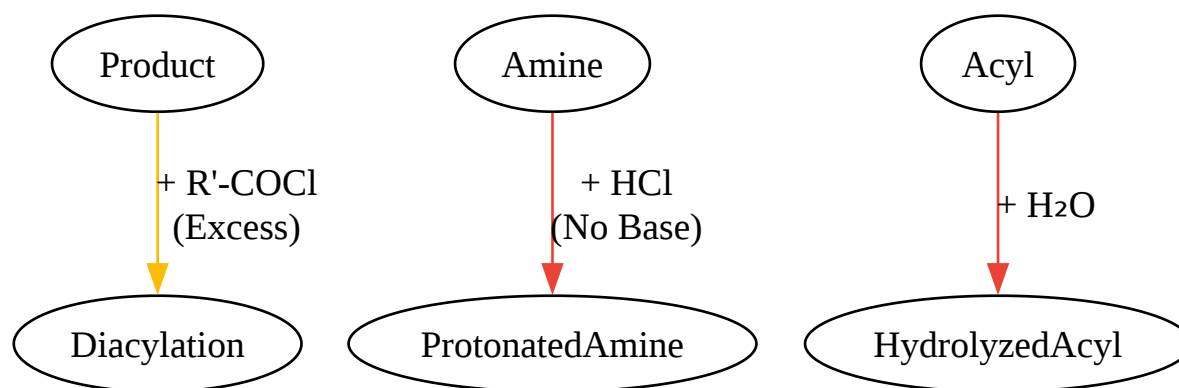 Product
Amine
Acyl
+ R'-COCl
(Excess)
+ HCl
(No Base)
+ H₂O
Diacylation
ProtonatedAmine
HydrolyzedAcyl